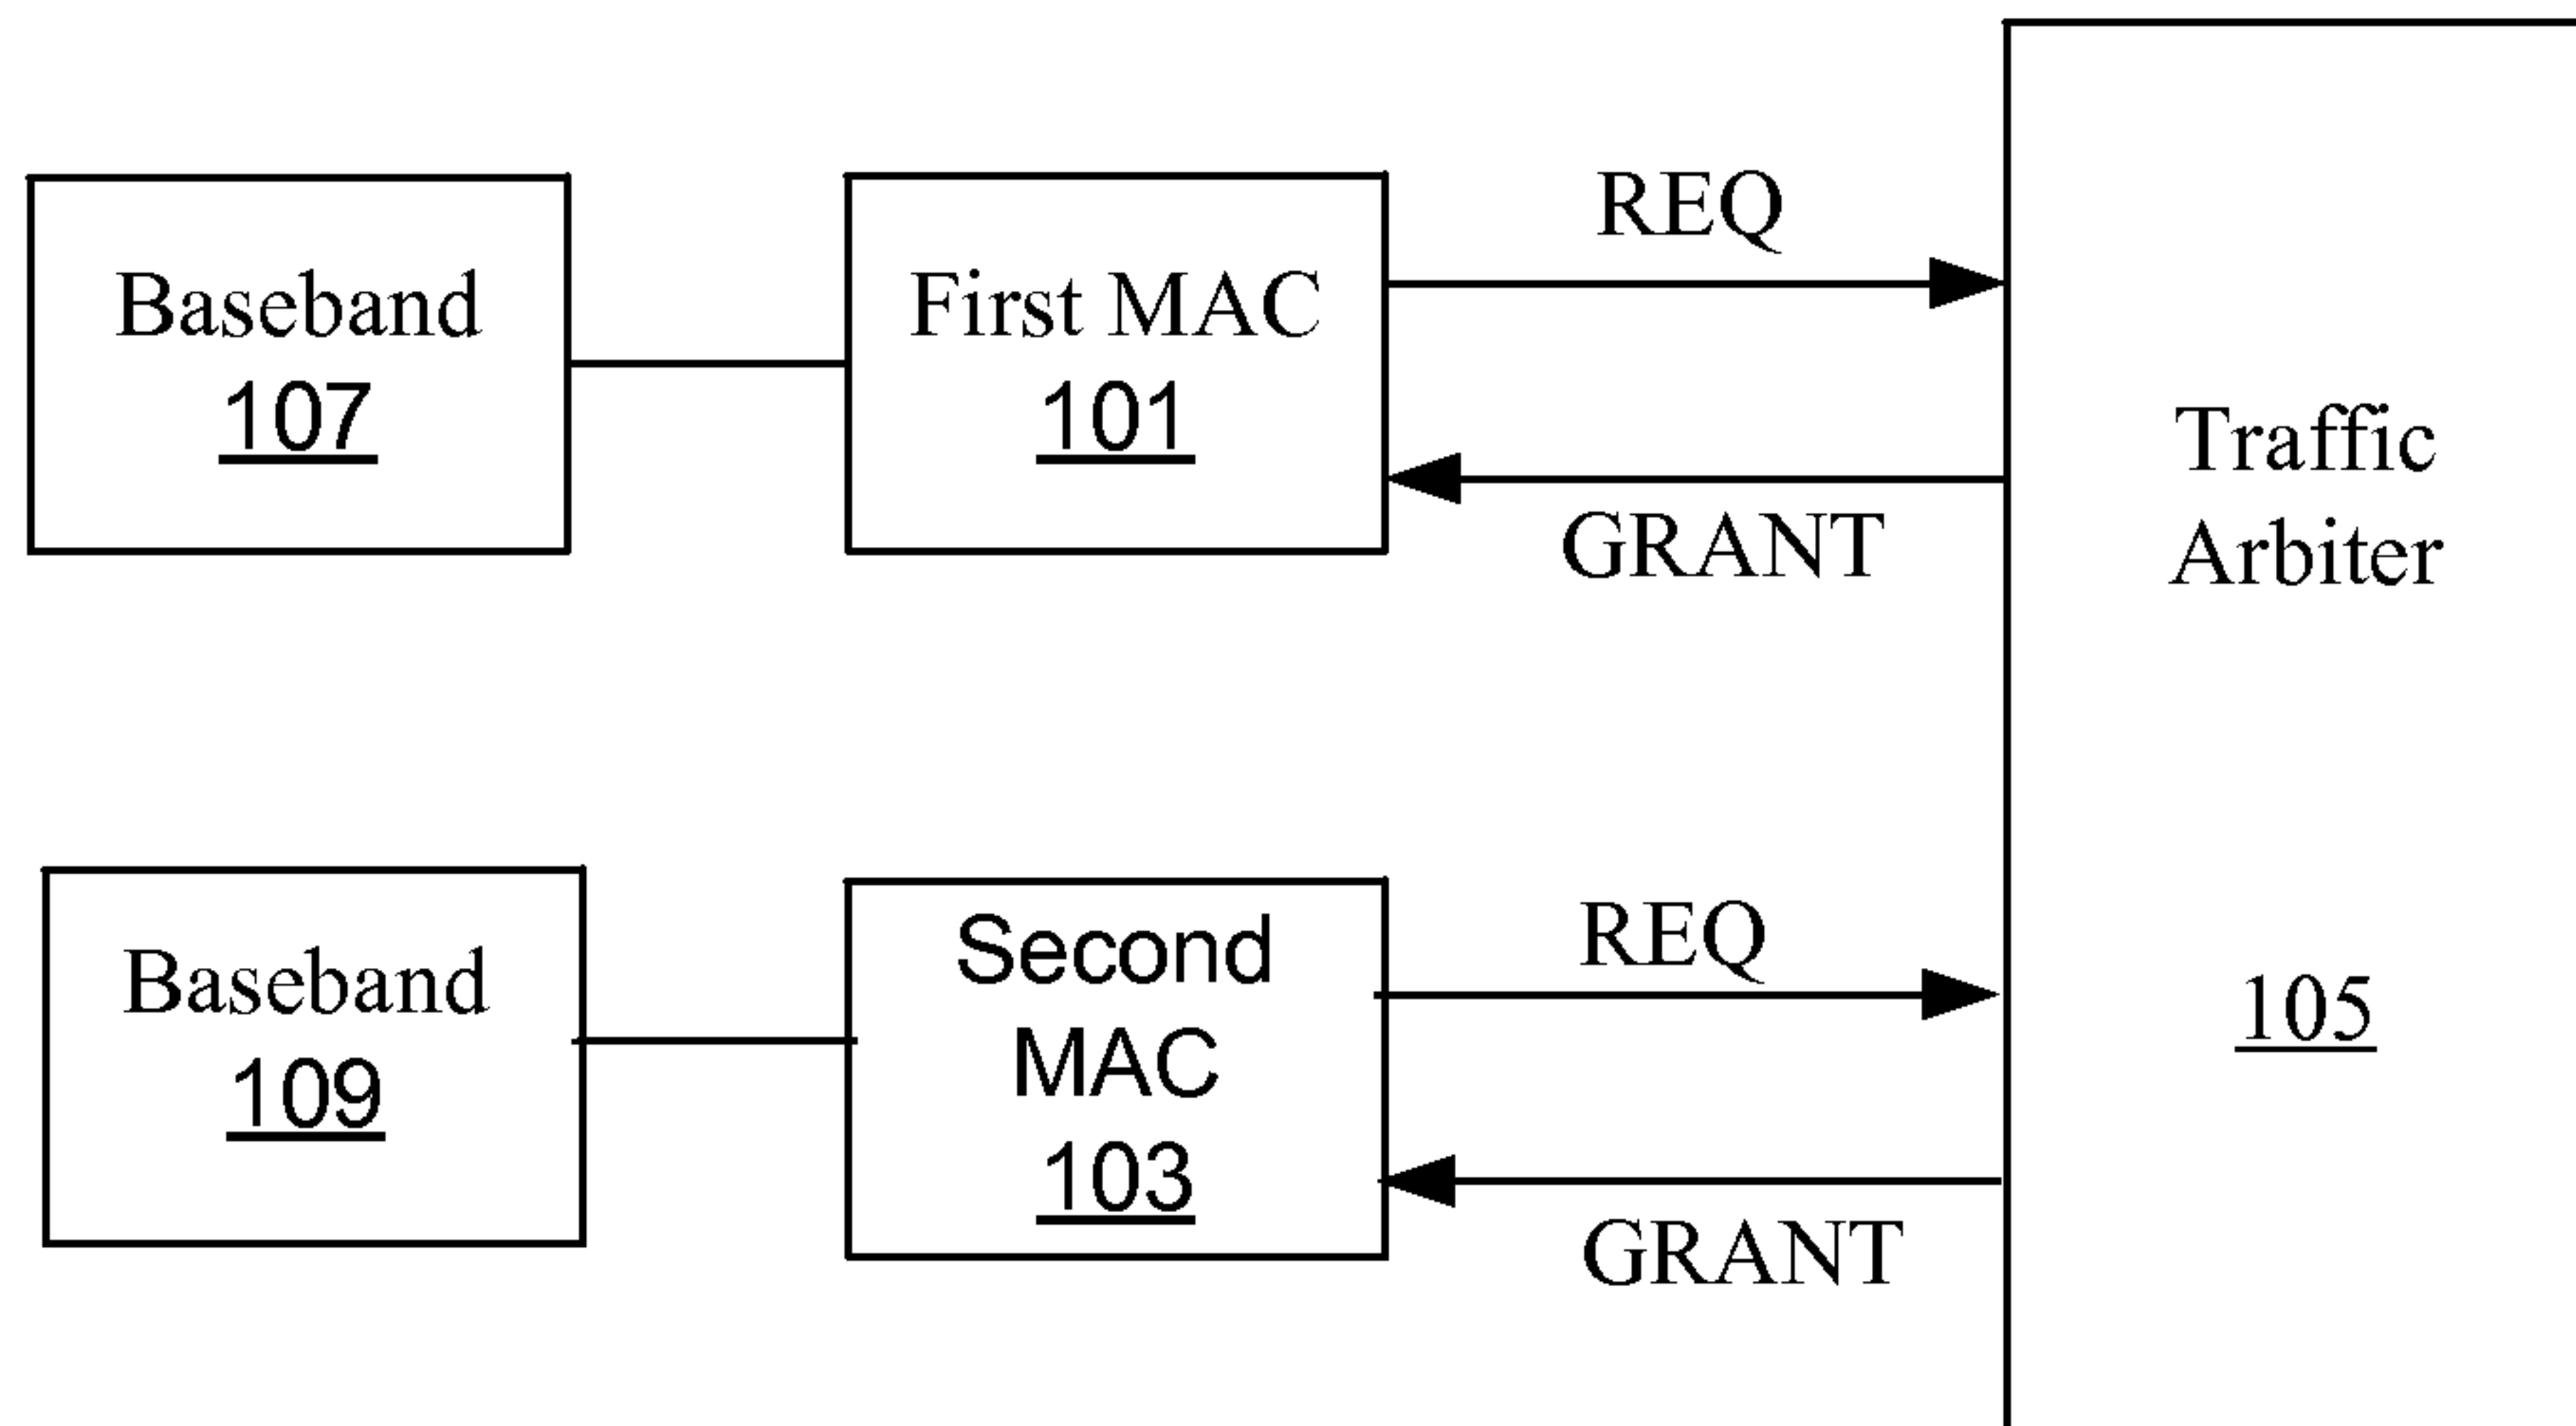 Baseband
107
First MAC
101
REQ
GRANT
Traffic
Arbiter
105
Baseband
109
Second
MAC
103
REQ
GRANT